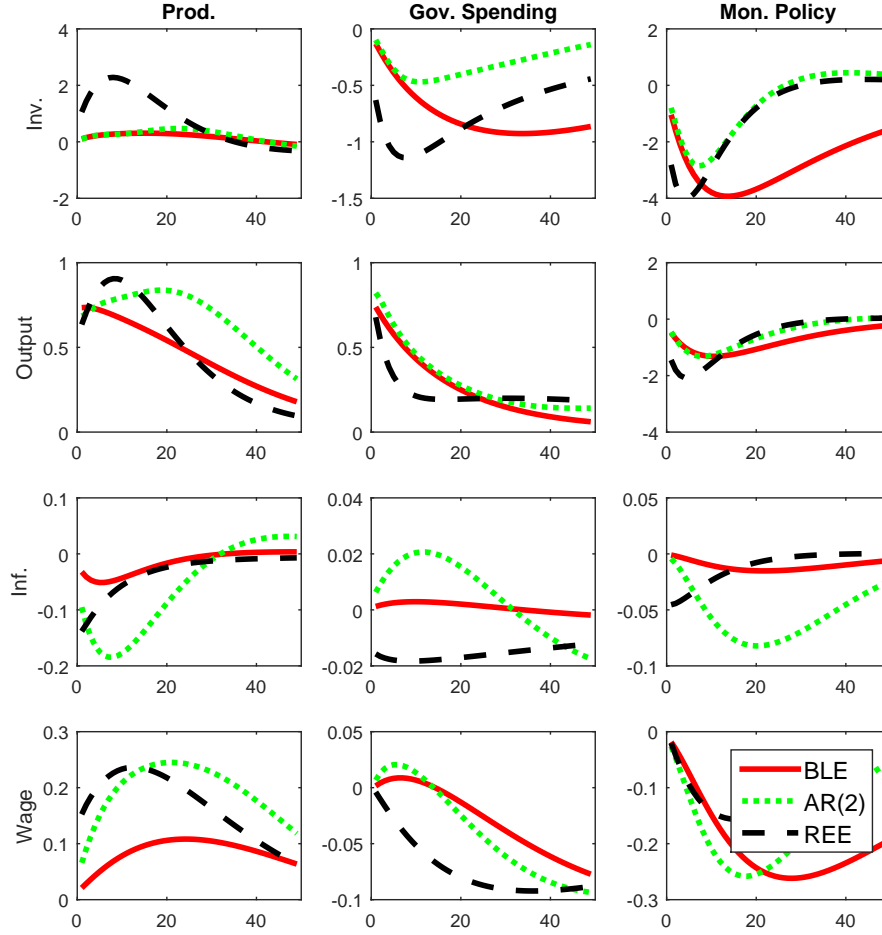 Prod. Gov. Spending Mon. Policy
4 0 2
2 -0.5 0
Inv.
0 -1 -2
-2 -1.5 -4
0 20 40 0 20 40 0 20 40
1 1 2
0
Output 0.5 0.5
-2
0 0 -4
0 20 40 0 20 40 0 20 40
0.1 0.04 0.05
0 0.02 0
Inf.
-0.1 0 -0.05
-0.2 -0.02 -0.1
0 20 40 0 20 40 0 20 40
0.3 0.05 0
BLE
0.2 0 -0.1
Wage AR(2)
0.1 -0.05 -0.2
REE
0 -0.1 -0.3
0 20 40 0 20 40 0 20 40